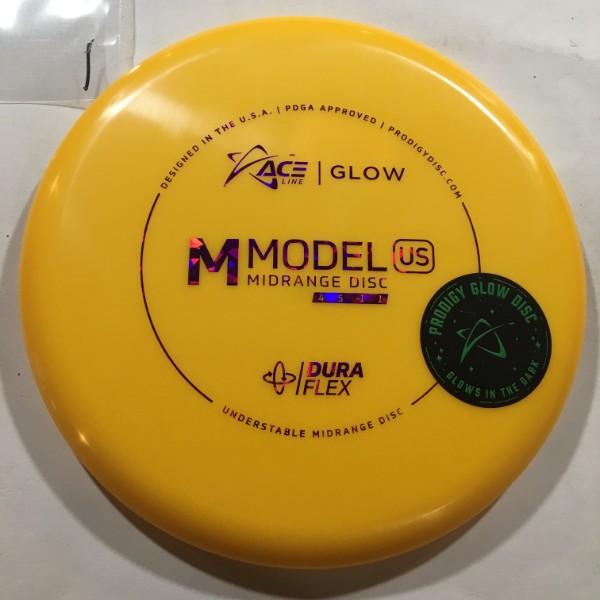 DESIGNED IN THE U.S.A. | PDGA APPROVED | PRODIGYDISC.COM
ACE LINE | GLOW
M MODEL US
MIDRANGE DISC
4 5 -1 1
DURA FLEX
UNDERSTABLE MIDRANGE DISC
PRODIGY GLOW DISC
GLOWS IN THE DARK